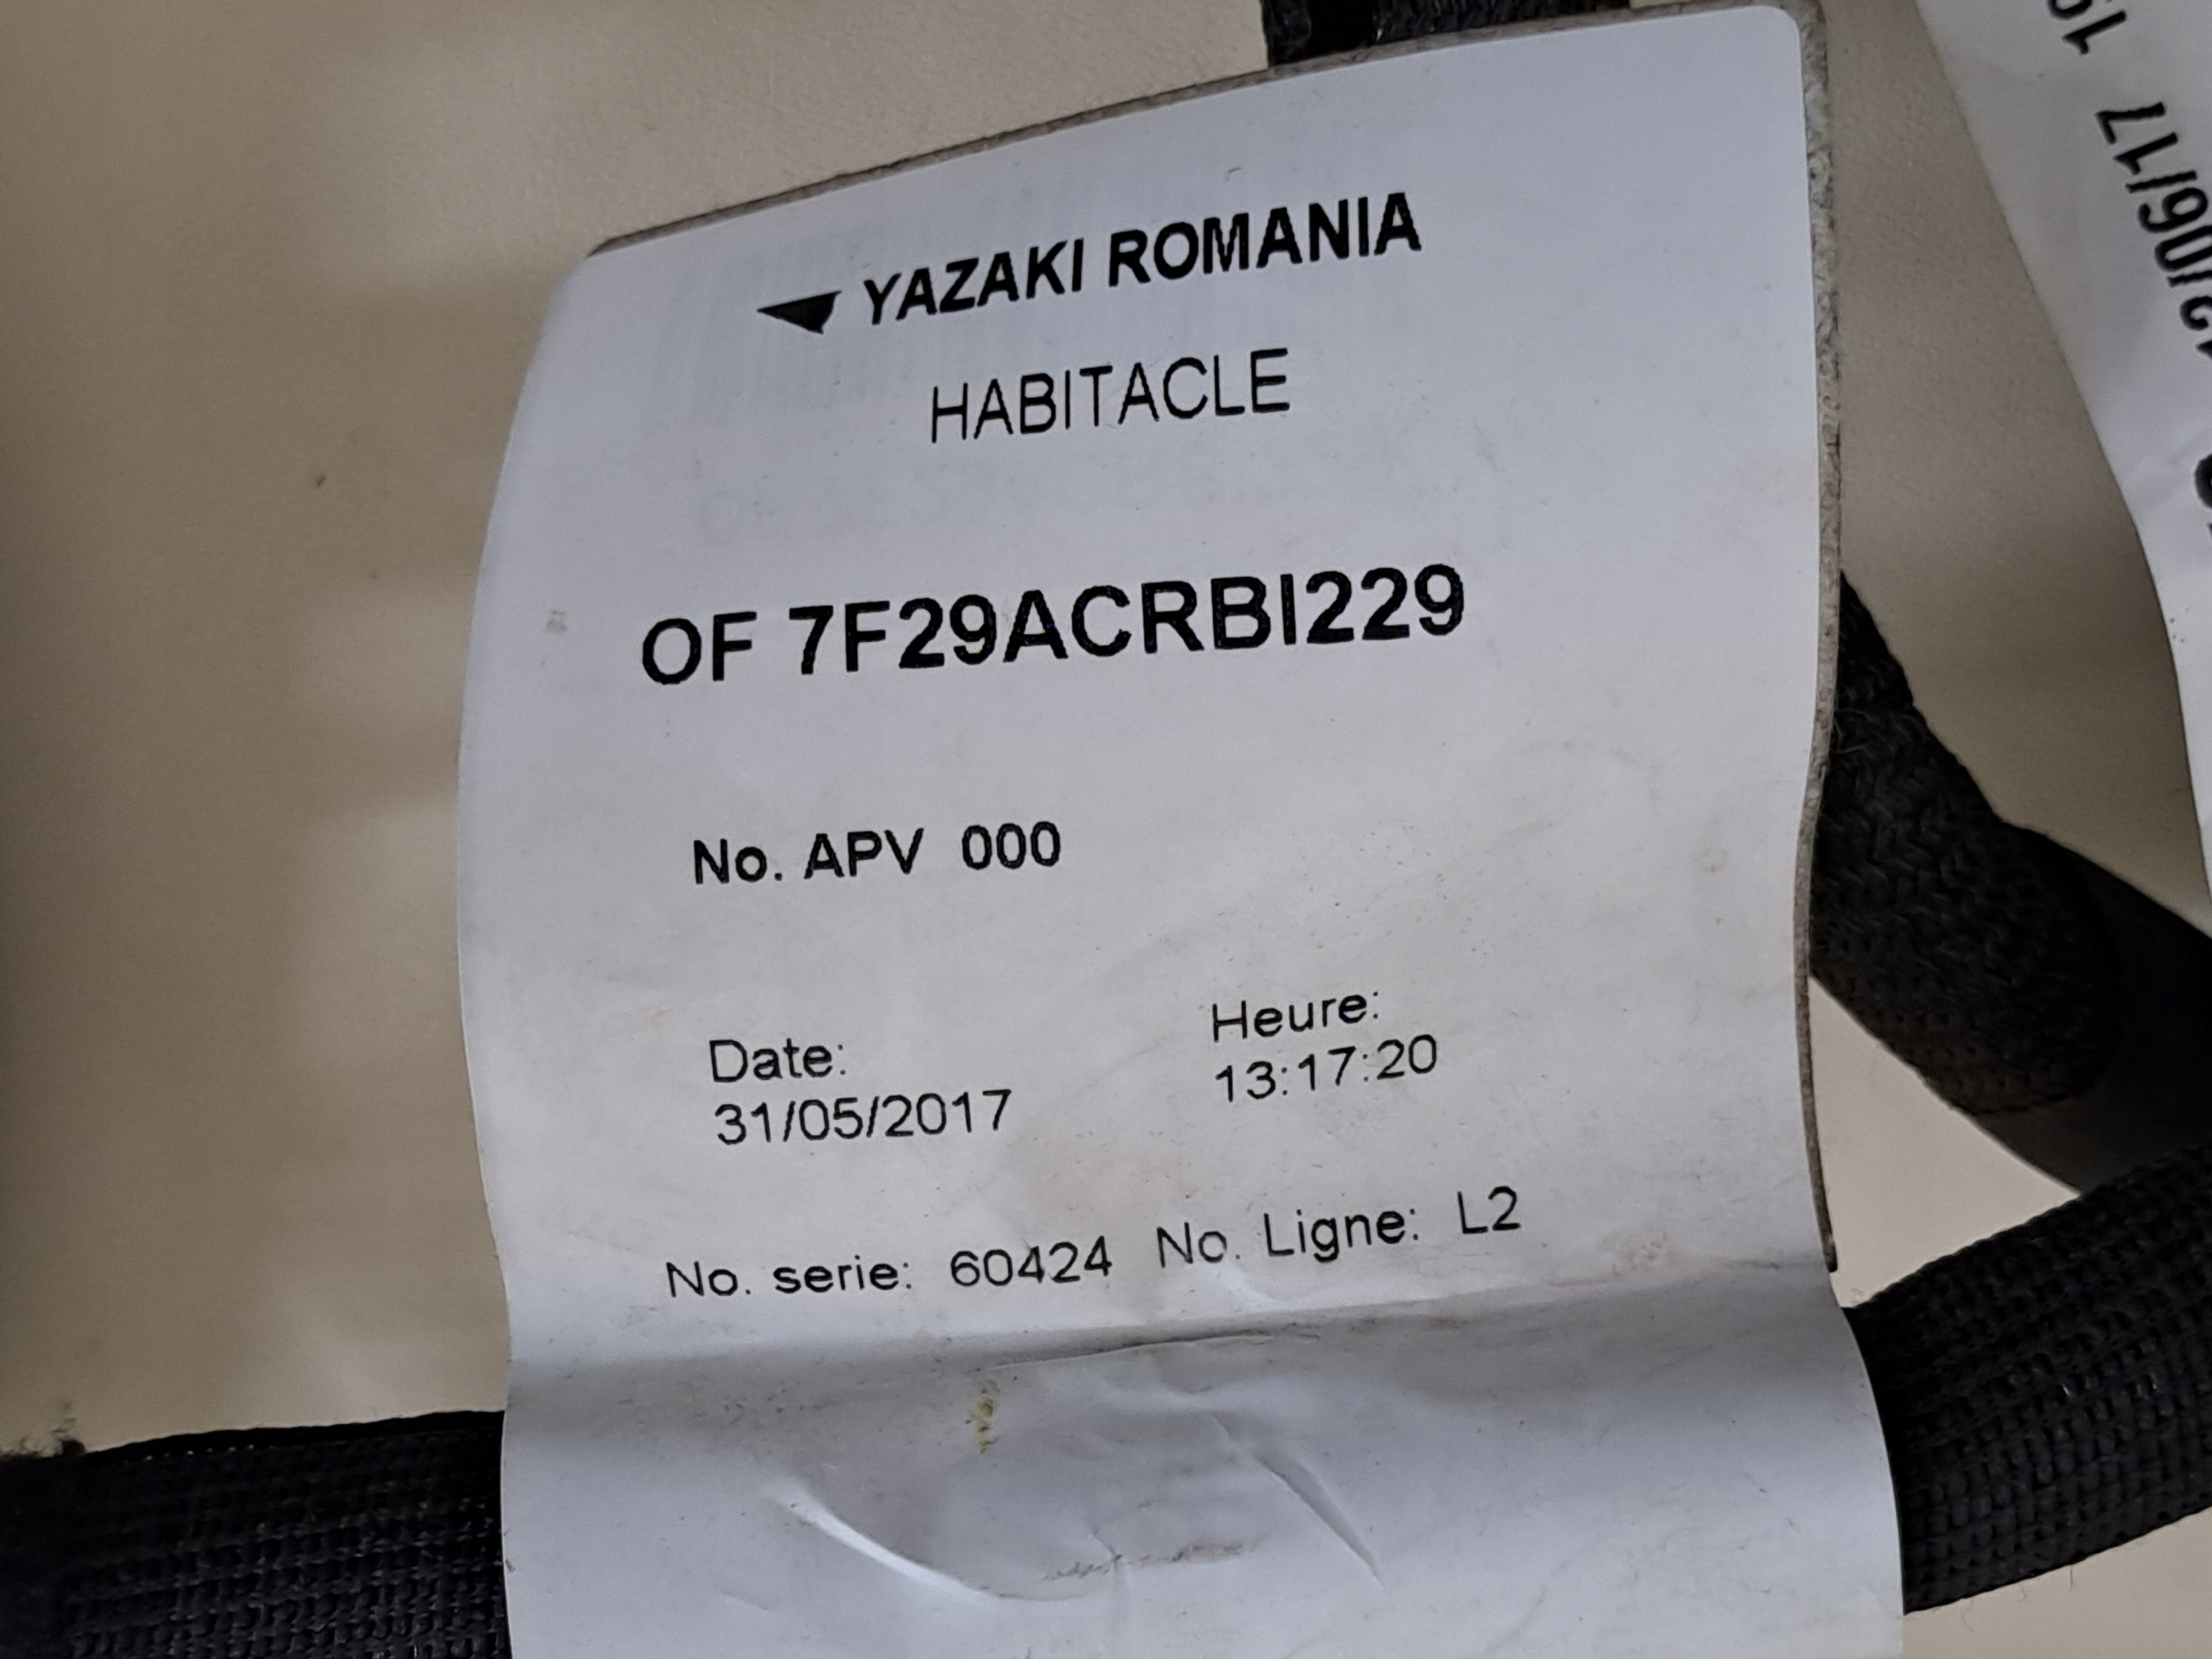 YAZAKI ROMANIA
HABITACLE
OF 7F29ACRBI229
No. APV 000
Date: Heure:
31/05/2017 13:17:20
No. serie: 60424 No. Ligne: L2